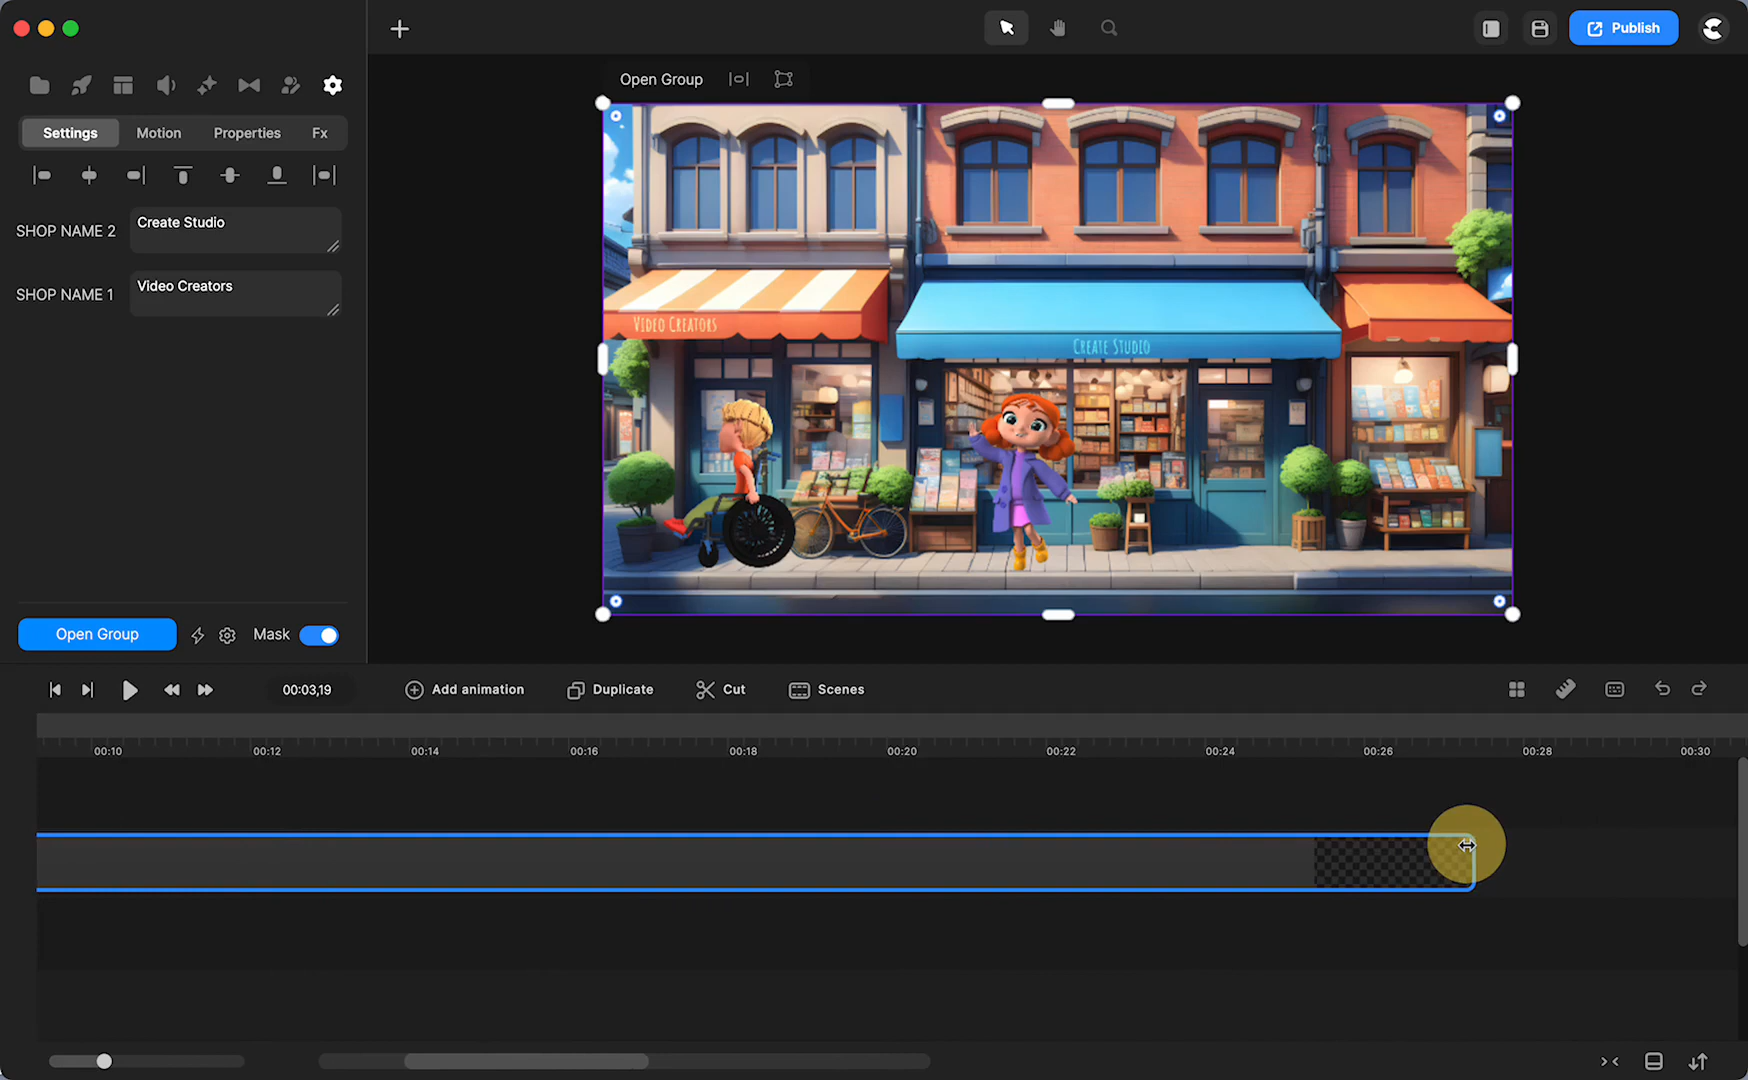 Publish
Open Group
Settings
Motion
Properties
Fx
SHOP NAME 2
Create Studio
SHOP NAME 1
Video Creators
VIDEO CREATORS
CREATE STUDIO
Open Group
Mask
00:03,19
Add animation
Duplicate
Cut
Scenes
00:10
00:12
00:14
00:16
00:18
00:20
00:22
00:24
00:26
00:28
00:30